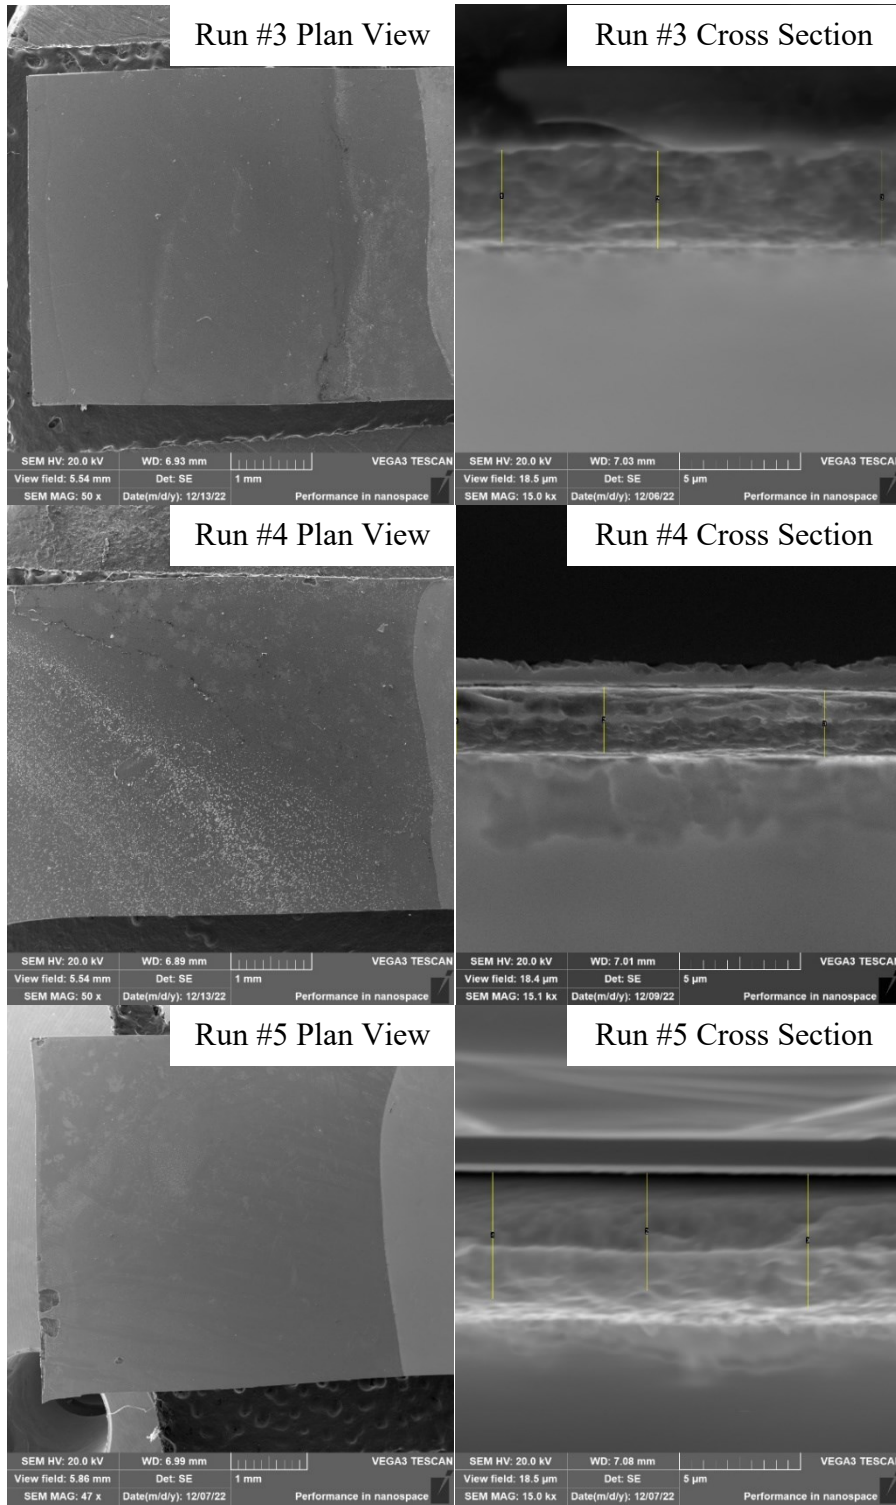 Run #3 Plan View
Run #3 Cross Section
SEM HV: 20.0 kV WD: 6.93 mm VEGA3 TESCAN
View field: 5.54 mm Det: SE 1 mm
SEM MAG: 50 x Date(m/d/y): 12/13/22 Performance in nanospace
SEM HV: 20.0 kV WD: 7.03 mm VEGA3 TESCAN
View field: 18.5 µm Det: SE 5 µm
SEM MAG: 15.0 kx Date(m/d/y): 12/06/22 Performance in nanospace
Run #4 Plan View
Run #4 Cross Section
SEM HV: 20.0 kV WD: 6.89 mm VEGA3 TESCAN
View field: 5.54 mm Det: SE 1 mm
SEM MAG: 50 x Date(m/d/y): 12/13/22 Performance in nanospace
SEM HV: 20.0 kV WD: 7.01 mm VEGA3 TESCAN
View field: 18.4 µm Det: SE 5 µm
SEM MAG: 15.1 kx Date(m/d/y): 12/09/22 Performance in nanospace
Run #5 Plan View
Run #5 Cross Section
SEM HV: 20.0 kV WD: 6.99 mm VEGA3 TESCAN
View field: 5.86 mm Det: SE 1 mm
SEM MAG: 47 x Date(m/d/y): 12/07/22 Performance in nanospace
SEM HV: 20.0 kV WD: 7.08 mm VEGA3 TESCAN
View field: 18.5 µm Det: SE 5 µm
SEM MAG: 15.0 kx Date(m/d/y): 12/07/22 Performance in nanospace